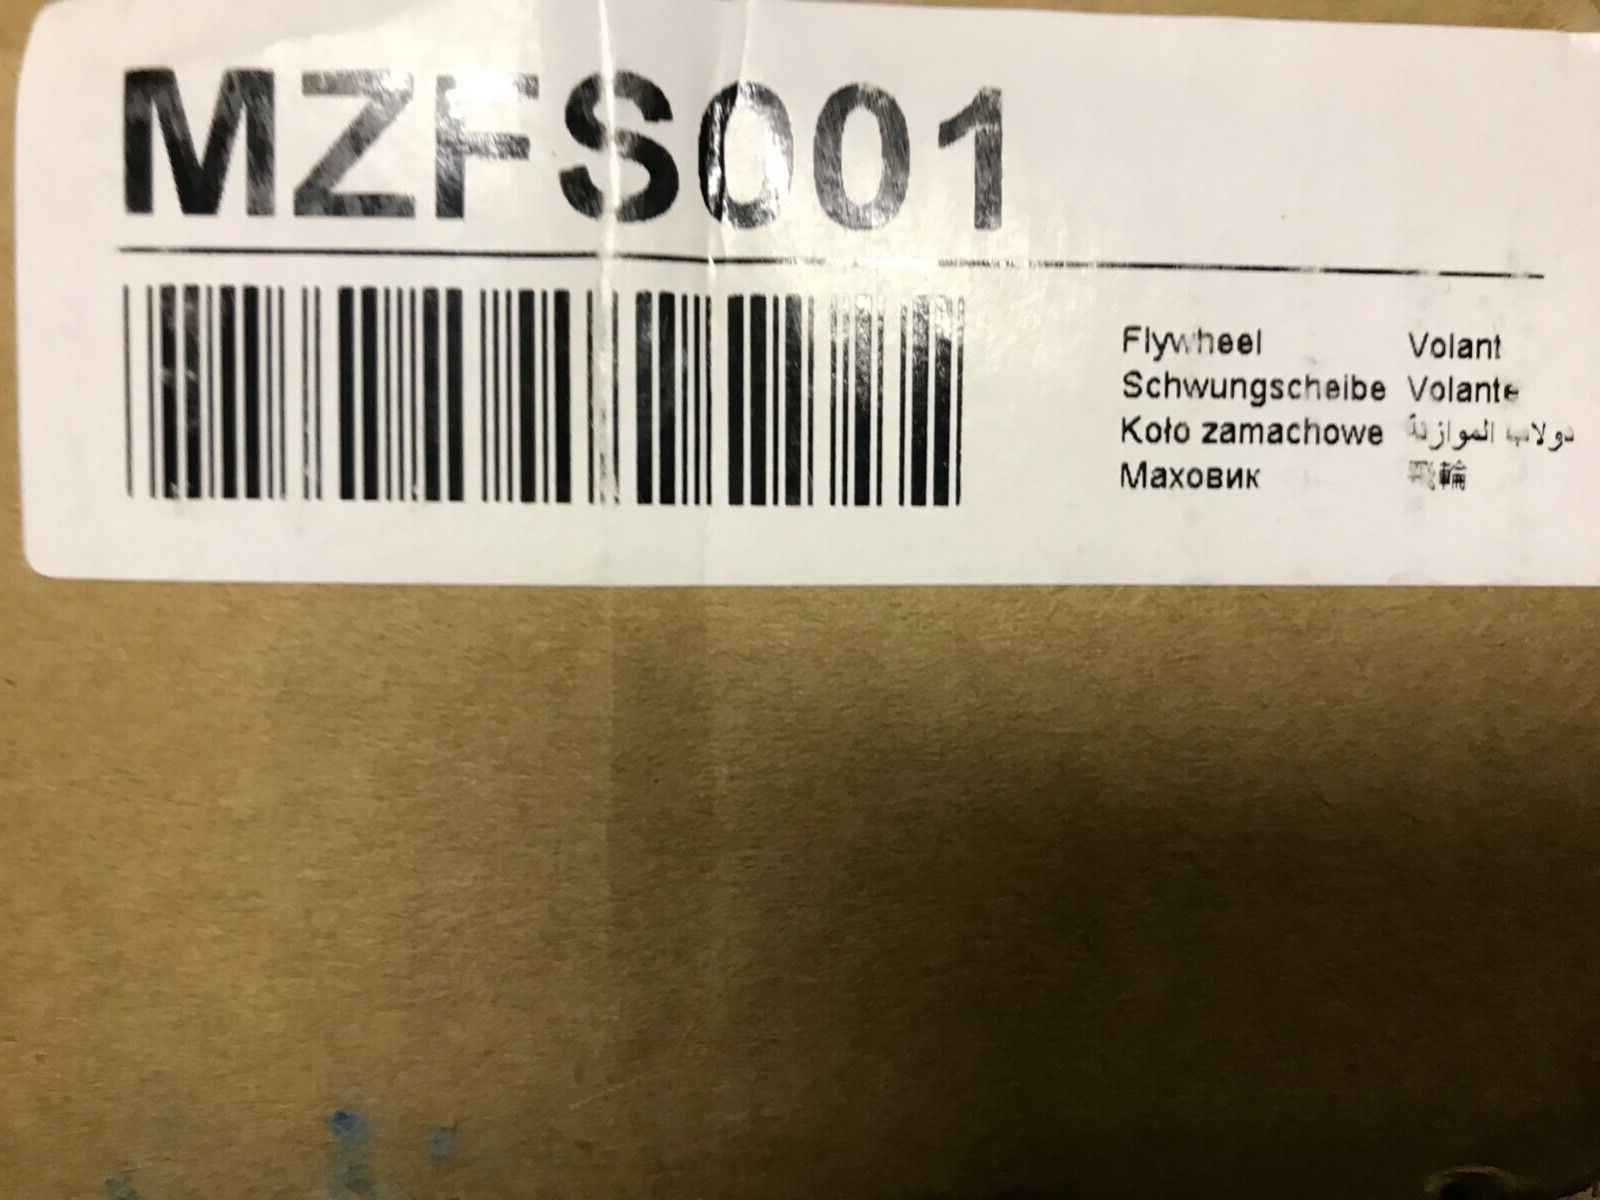 MZFS001
Flywheel Volant
Schwungscheibe Volante
Koło zamachowe دولاب الموازنة
Маховик 飛輪